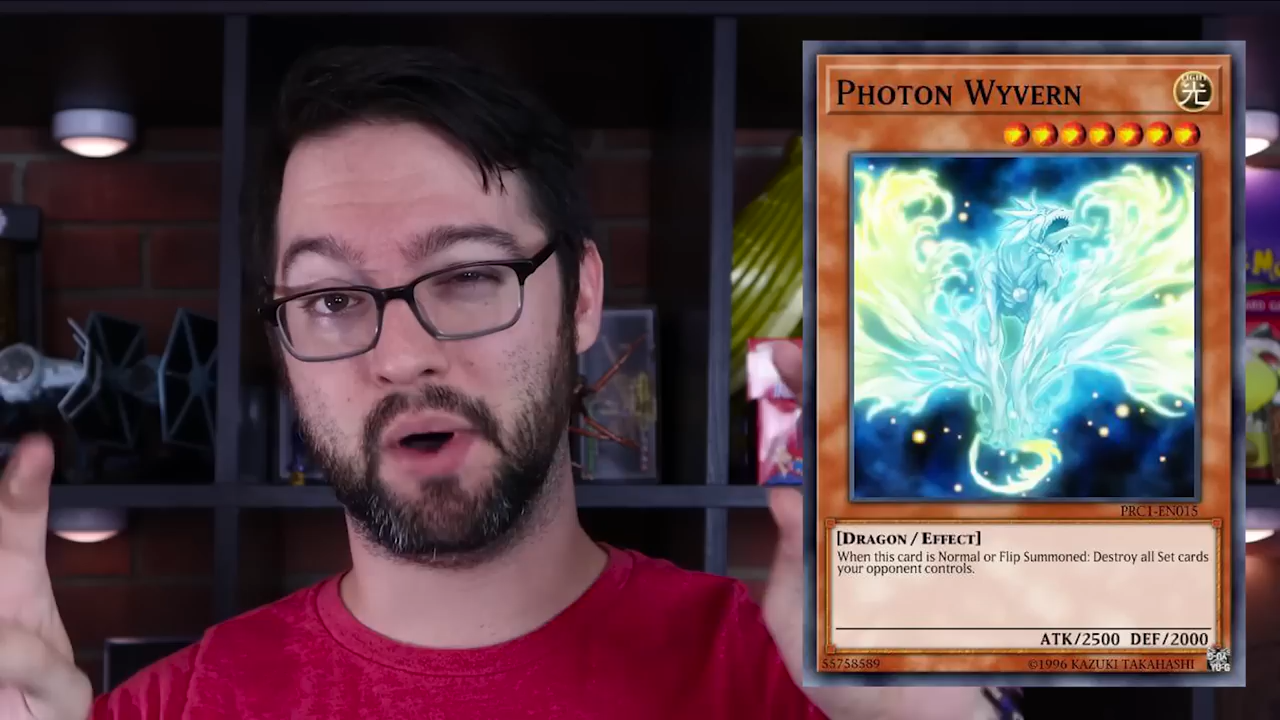 PHOTON WYVERN
LIGHT
光
PRC1-EN015
[DRAGON / EFFECT]
When this card is Normal or Flip Summoned: Destroy all Set cards
your opponent controls.
ATK/2500 DEF/2000
55758589
©1996 KAZUKI TAKAHASHI